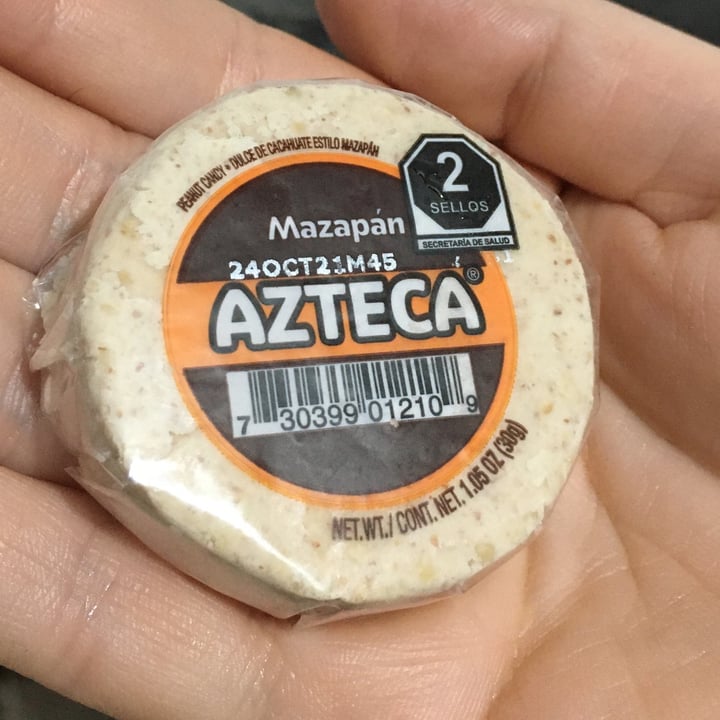 PEANUT CANDY • DULCE DE CACAHUATE ESTILO MAZAPÁN
2
SELLOS
SECRETARÍA DE SALUD
Mazapán
24OCT21M45
AZTECA®
7 30399 01210 9
NET.WT./ CONT. NET. 1.05 OZ (30g)